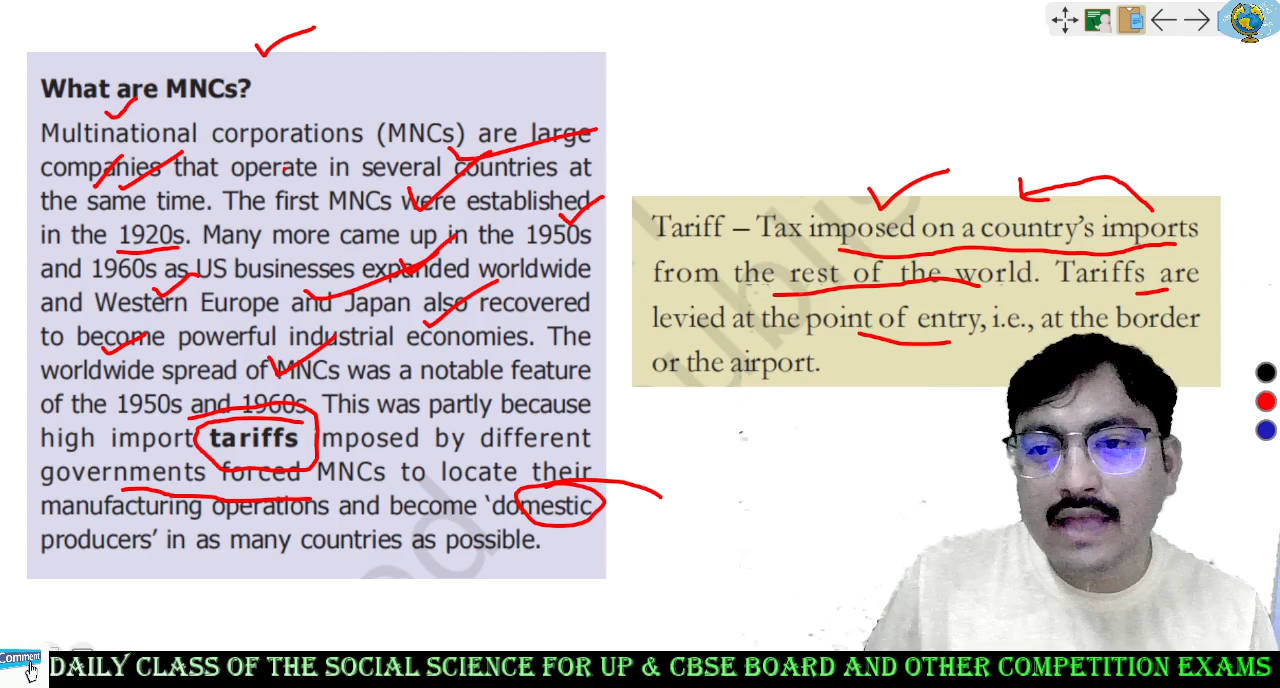 What are MNCs?
Multinational corporations (MNCs) are large
companies that operate in several countries at
the same time. The first MNCs were established
in the 1920s. Many more came up in the 1950s
and 1960s as US businesses expanded worldwide
and Western Europe and Japan also recovered
to become powerful industrial economies. The
worldwide spread of MNCs was a notable feature
of the 1950s and 1960s. This was partly because
high import tariffs imposed by different
governments forced MNCs to locate their
manufacturing operations and become ‘domestic
producers’ in as many countries as possible.
Tariff – Tax imposed on a country’s imports
from the rest of the world. Tariffs are
levied at the point of entry, i.e., at the border
or the airport.
Comment
DAILY CLASS OF THE SOCIAL SCIENCE FOR UP & CBSE BOARD AND OTHER COMPETITION EXAMS